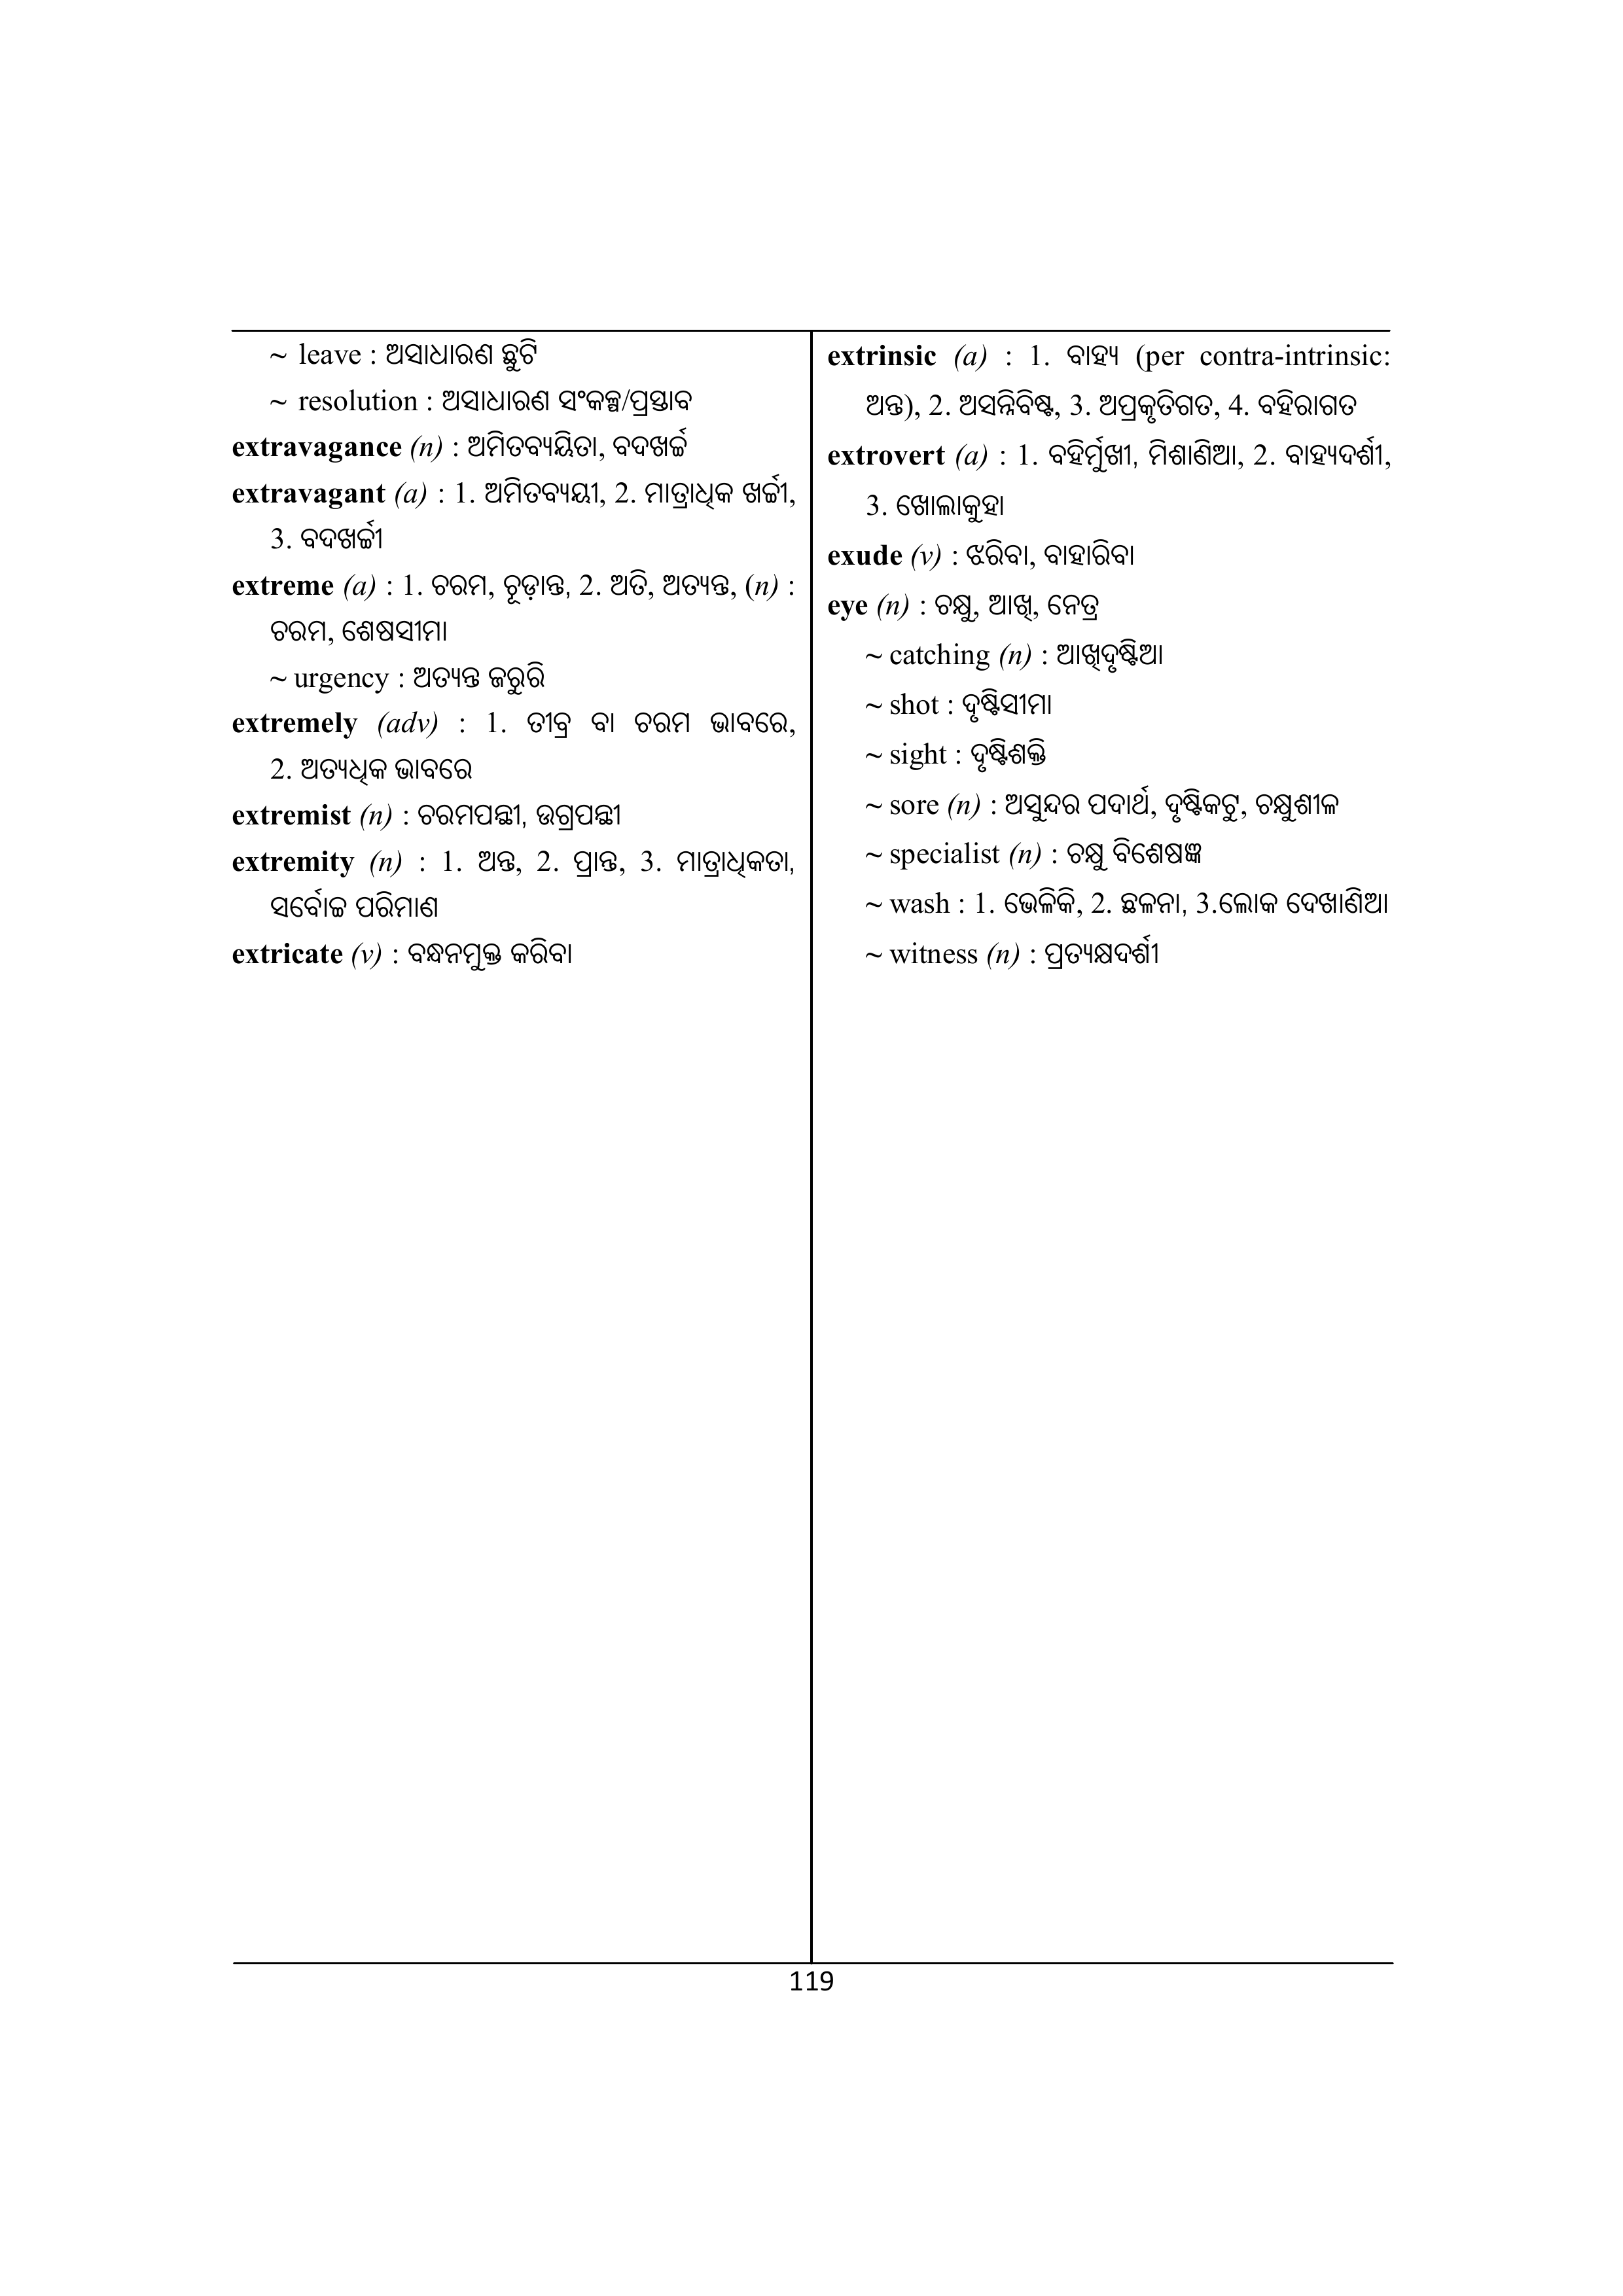 ~ leave : ଅସାଧାରଣ ଛୁଟି
~ resolution : ଅସାଧାରଣ ସଂକଳ୍ପ/ପ୍ରସ୍ତାବ
extravagance (n) : ଅମିତବ୍ୟୟିତା, ବଦଖର୍ଚ୍ଚ
extravagant (a) : 1. ଅମିତବ୍ୟୟୀ, 2. ମାତ୍ରାଧିକ ଖର୍ଚ୍ଚୀ,
3. ବଦଖର୍ଚ୍ଚୀ
extreme (a) : 1. ଚରମ, ଚୂଡ଼ାନ୍ତ, 2. ଅତି, ଅତ୍ୟନ୍ତ, (n) :
ଚରମ, ଶେଷସୀମା
~ urgency : ଅତ୍ୟନ୍ତ ଜରୁରି
extremely (adv) : 1. ତୀବ୍ର ବା ଚରମ ଭାବରେ,
2. ଅତ୍ୟଧିକ ଭାବରେ
extremist (n) : ଚରମପନ୍ଥୀ, ଉଗ୍ରପନ୍ଥୀ
extremity (n) : 1. ଅନ୍ତ, 2. ପ୍ରାନ୍ତ, 3. ମାତ୍ରାଧିକତା,
ସର୍ବୋଚ୍ଚ ପରିମାଣ
extricate (v) : ବନ୍ଧନମୁକ୍ତ କରିବା
extrinsic (a) : 1. ବାହ୍ୟ (per contra-intrinsic:
ଅନ୍ତ), 2. ଅସନ୍ନିବିଷ୍ଟ, 3. ଅପ୍ରକୃତିଗତ, 4. ବହିରାଗତ
extrovert (a) : 1. ବହିର୍ମୁଖୀ, ମିଶାଣିଆ, 2. ବାହ୍ୟଦର୍ଶୀ,
3. ଖୋଲାକୁହା
exude (v) : ଝରିବା, ବାହାରିବା
eye (n) : ଚକ୍ଷୁ, ଆଖି, ନେତ୍ର
~ catching (n) : ଆଖିଦୃଷ୍ଟିଆ
~ shot : ଦୃଷ୍ଟିସୀମା
~ sight : ଦୃଷ୍ଟିଶକ୍ତି
~ sore (n) : ଅସୁନ୍ଦର ପଦାର୍ଥ, ଦୃଷ୍ଟିକଟୁ, ଚକ୍ଷୁଶୀଳ
~ specialist (n) : ଚକ୍ଷୁ ବିଶେଷଜ୍ଞ
~ wash : 1. ଭେଳିକି, 2. ଛଳନା, 3.ଲୋକ ଦେଖାଣିଆ
~ witness (n) : ପ୍ରତ୍ୟକ୍ଷଦର୍ଶୀ
119